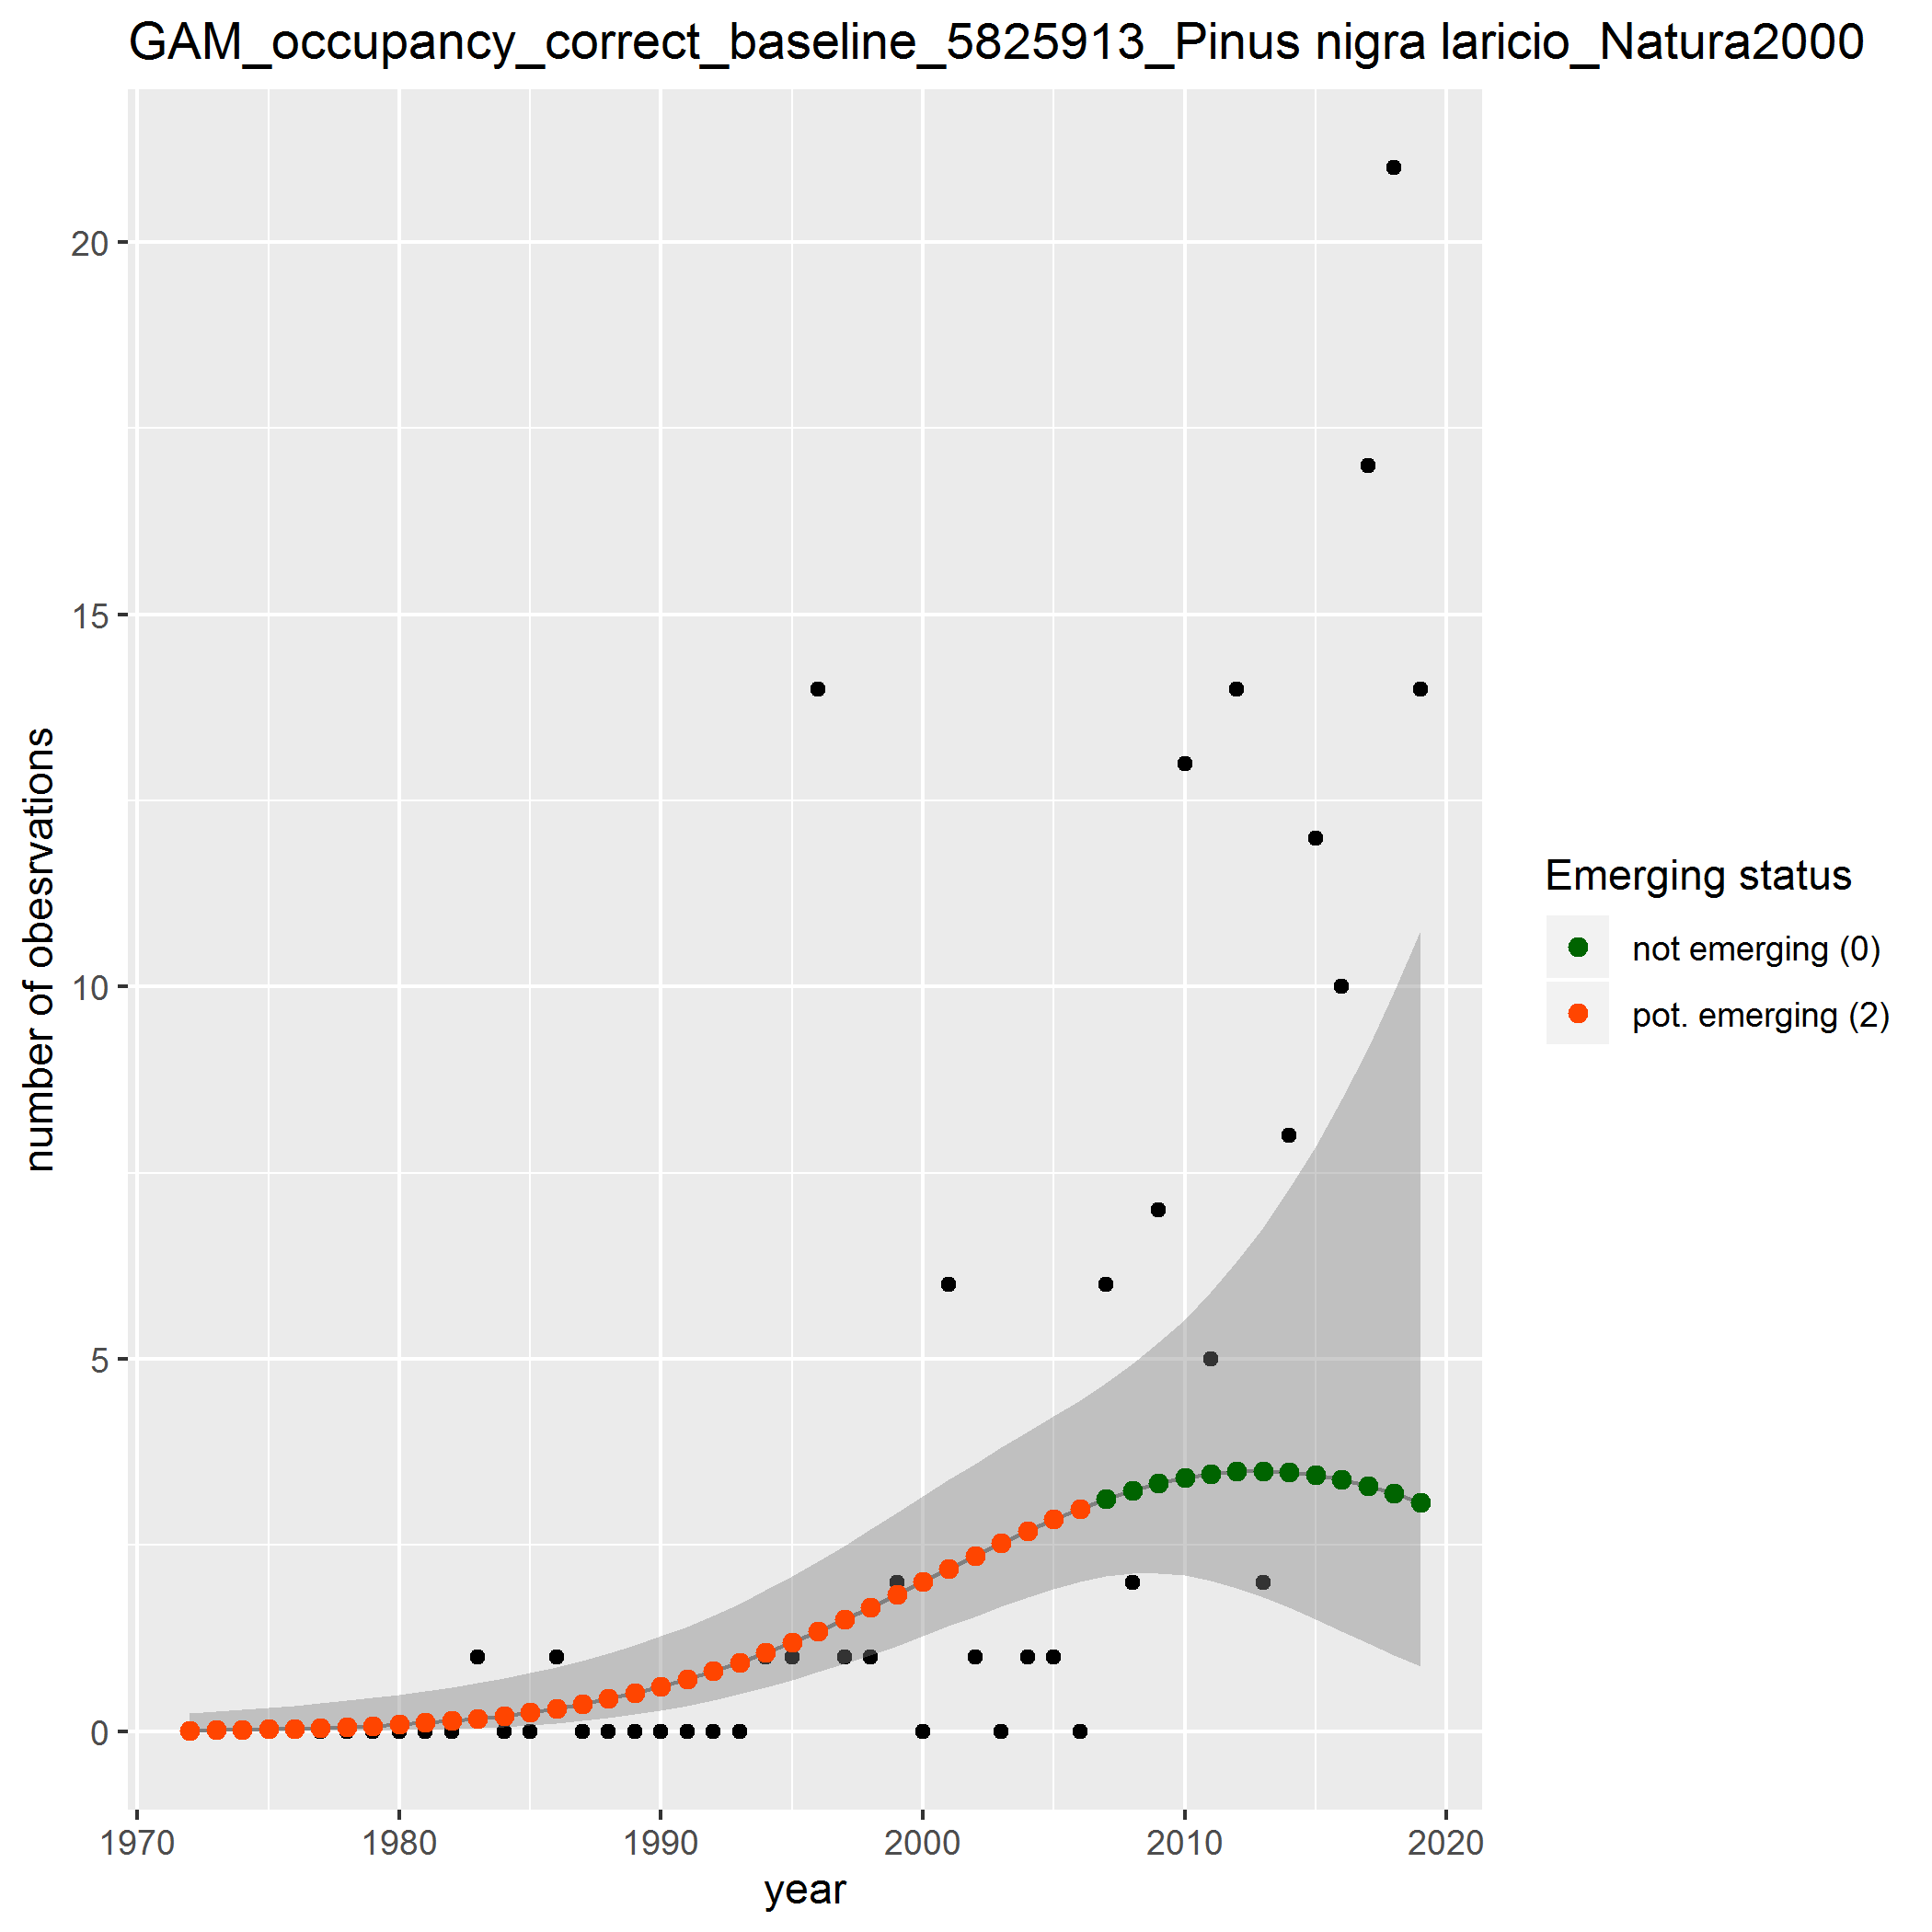 GAM_occupancy_correct_baseline_5825913_Pinus nigra laricio_Natura2000
number of obesrvations
20
15
10
5
0
1970 1980 1990 2000 2010 2020
year
Emerging status
not emerging (0)
pot. emerging (2)